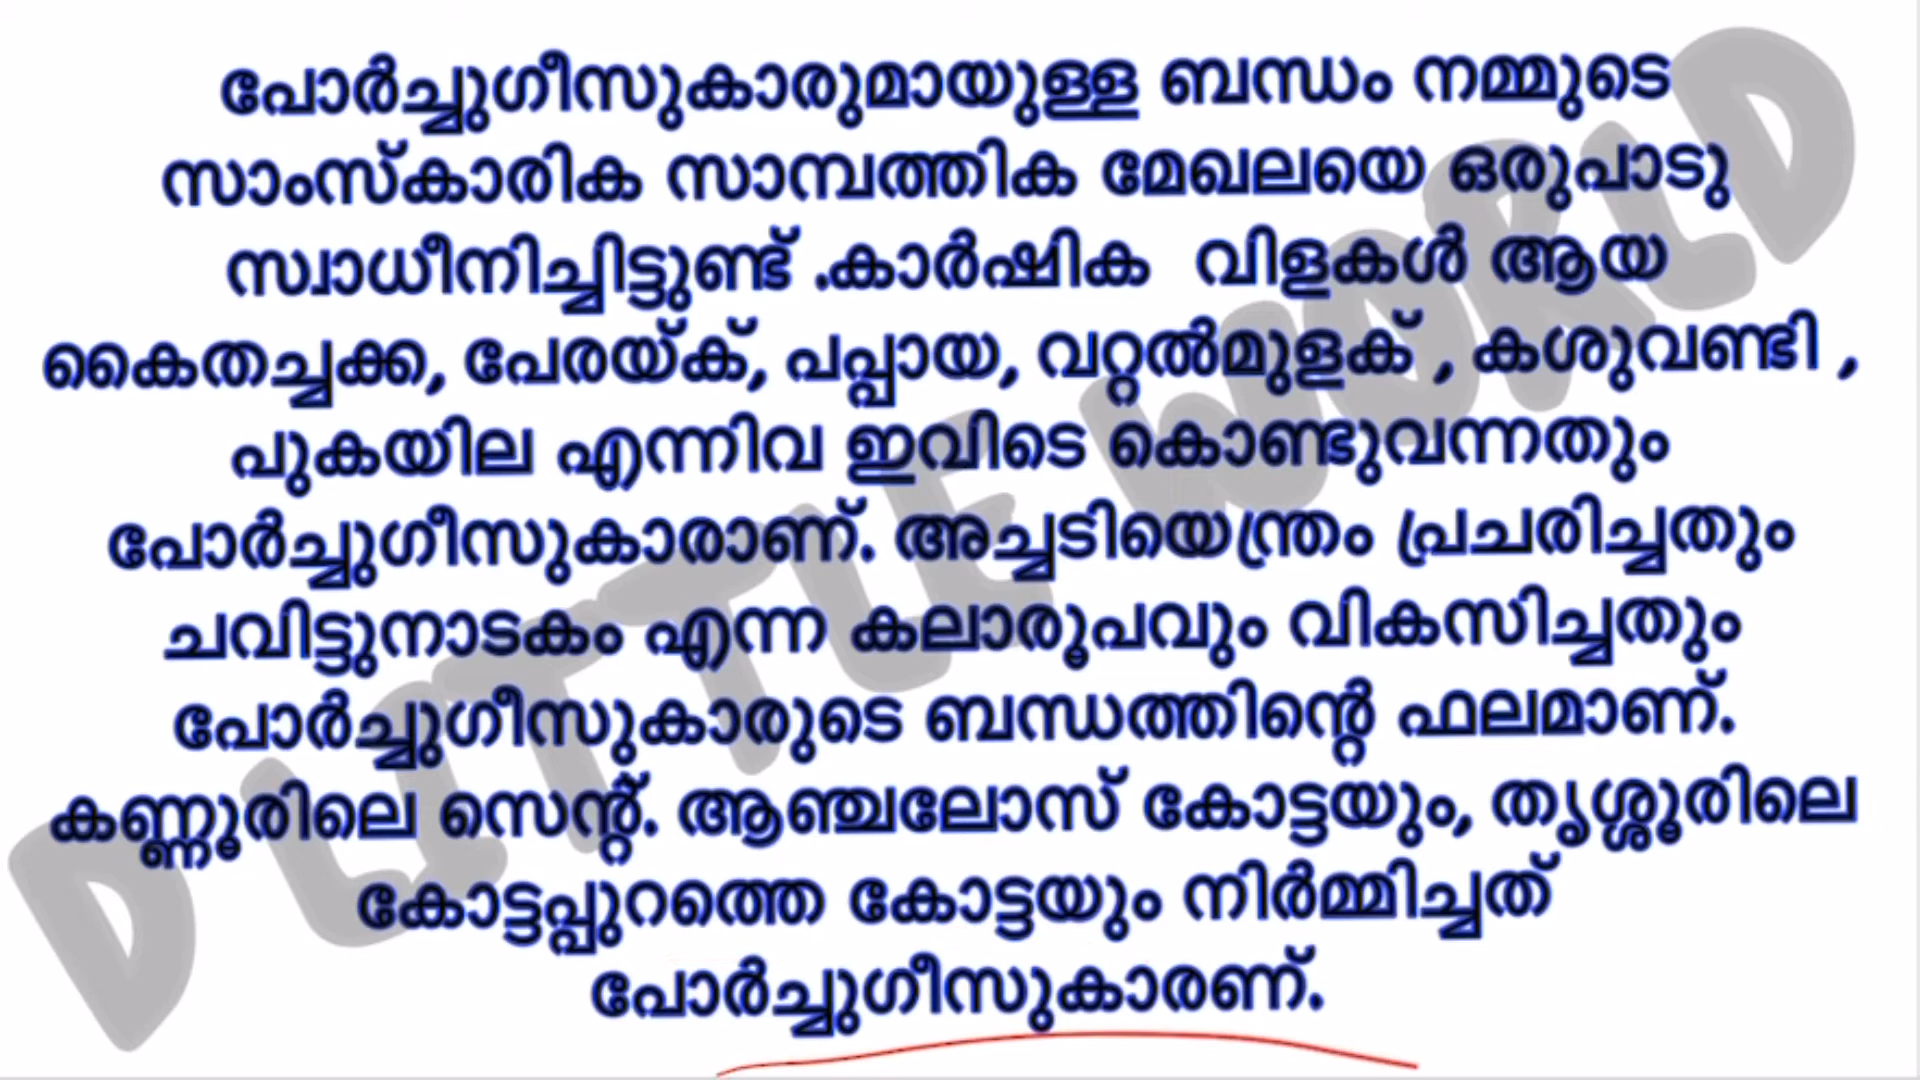 പോർച്ചുഗീസുകാരുമായുള്ള ബന്ധം നമ്മുടെ
സാംസ്കാരിക സാമ്പത്തിക മേഖലയെ ഒരുപാടു
സ്വാധീനിച്ചിട്ടുണ്ട് .കാർഷിക വിളകൾ ആയ
കൈതച്ചക്ക, പേരയ്ക്, പപ്പായ, വറ്റൽമുളക് , കശുവണ്ടി ,
പുകയില എന്നിവ ഇവിടെ കൊണ്ടുവന്നതും
പോർച്ചുഗീസുകാരാണ്. അച്ചടിയെന്ത്രം പ്രചരിച്ചതും
ചവിട്ടുനാടകം എന്ന കലാരൂപവും വികസിച്ചതും
പോർച്ചുഗീസുകാരുടെ ബന്ധത്തിന്റെ ഫലമാണ്.
കണ്ണൂരിലെ സെന്റ്. ആഞ്ചലോസ് കോട്ടയും, തൃശ്ശൂരിലെ
കോട്ടപ്പുറത്തെ കോട്ടയും നിർമ്മിച്ചത്
പോർച്ചുഗീസുകാരണ്.
D LITTLE WORLD